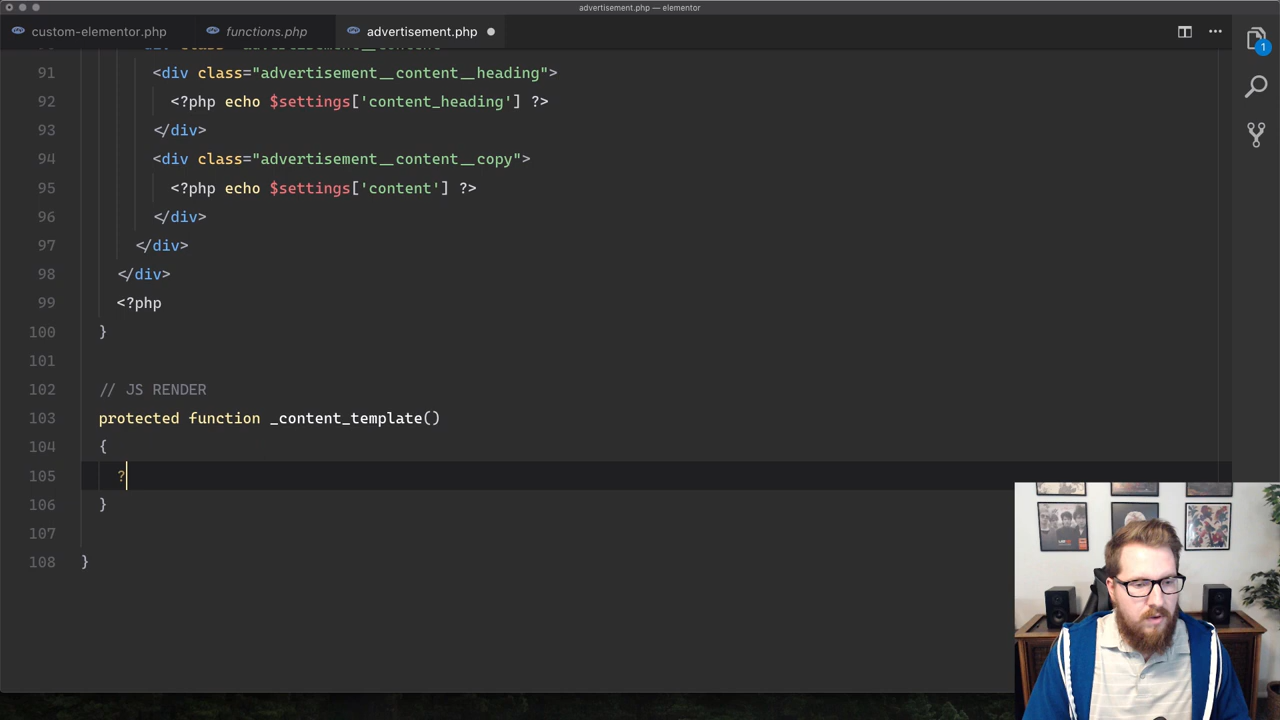 advertisement.php — elementor
custom-elementor.php
functions.php
advertisement.php
91 <div class="advertisement__content__heading">
92 <?php echo $settings['content_heading'] ?>
93 </div>
94 <div class="advertisement__content__copy">
95 <?php echo $settings['content'] ?>
96 </div>
97 </div>
98 </div>
99 <?php
100 }
101
102 // JS RENDER
103 protected function _content_template()
104 {
105 ?
106 }
107
108 }
1